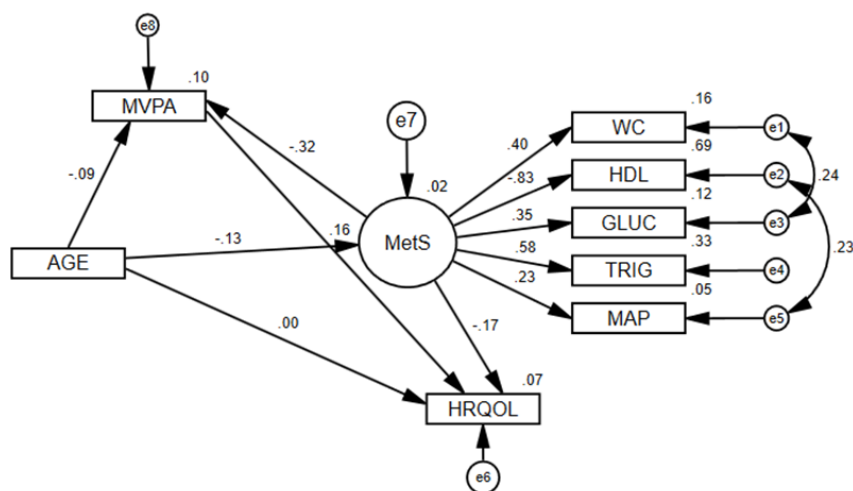 e8
.10
MVPA
-.09
-.32
e7
.02
MetS
-.13
AGE
.16
.00
-.17
.07
HRQOL
e6
.40
-.83
.35
.58
.23
.16
WC
e1
.69
HDL
e2
.12
GLUC
e3
.33
TRIG
e4
.05
MAP
e5
.24
.23